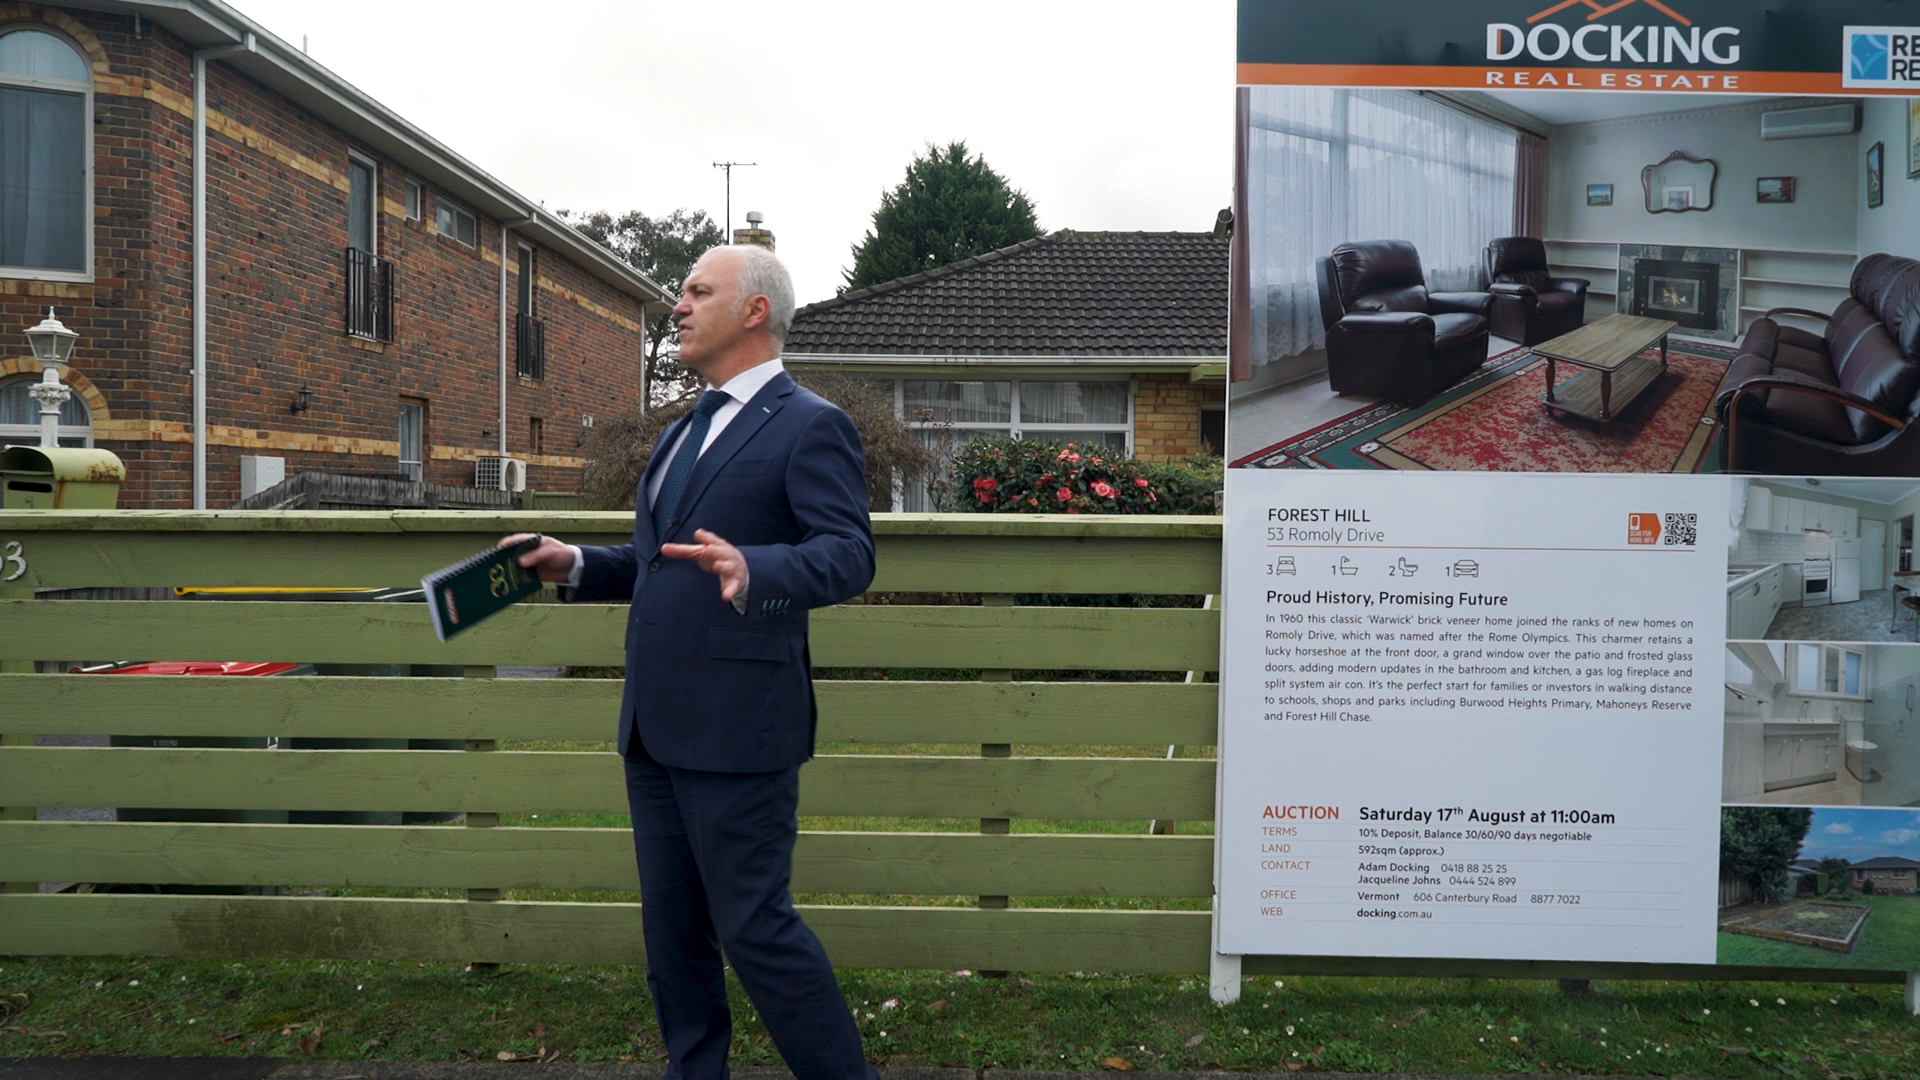 DOCKING
REAL ESTATE
RE
RE
FOREST HILL
53 Romoly Drive
SCAN FOR
MORE INFO
3 1 2 1
Proud History, Promising Future
In 1960 this classic 'Warwick' brick veneer home joined the ranks of new homes on
Romoly Drive, which was named after the Rome Olympics. This charmer retains a
lucky horseshoe at the front door, a grand window over the patio and frosted glass
doors, adding modern updates in the bathroom and kitchen, a gas log fireplace and
split system air con. It's the perfect start for families or investors in walking distance
to schools, shops and parks including Burwood Heights Primary, Mahoneys Reserve
and Forest Hill Chase.
AUCTION Saturday 17th August at 11:00am
TERMS 10% Deposit, Balance 30/60/90 days negotiable
LAND 592sqm (approx.)
CONTACT Adam Docking 0418 88 25 25
Jacqueline Johns 0444 524 899
OFFICE Vermont 606 Canterbury Road 8877 7022
WEB docking.com.au
53